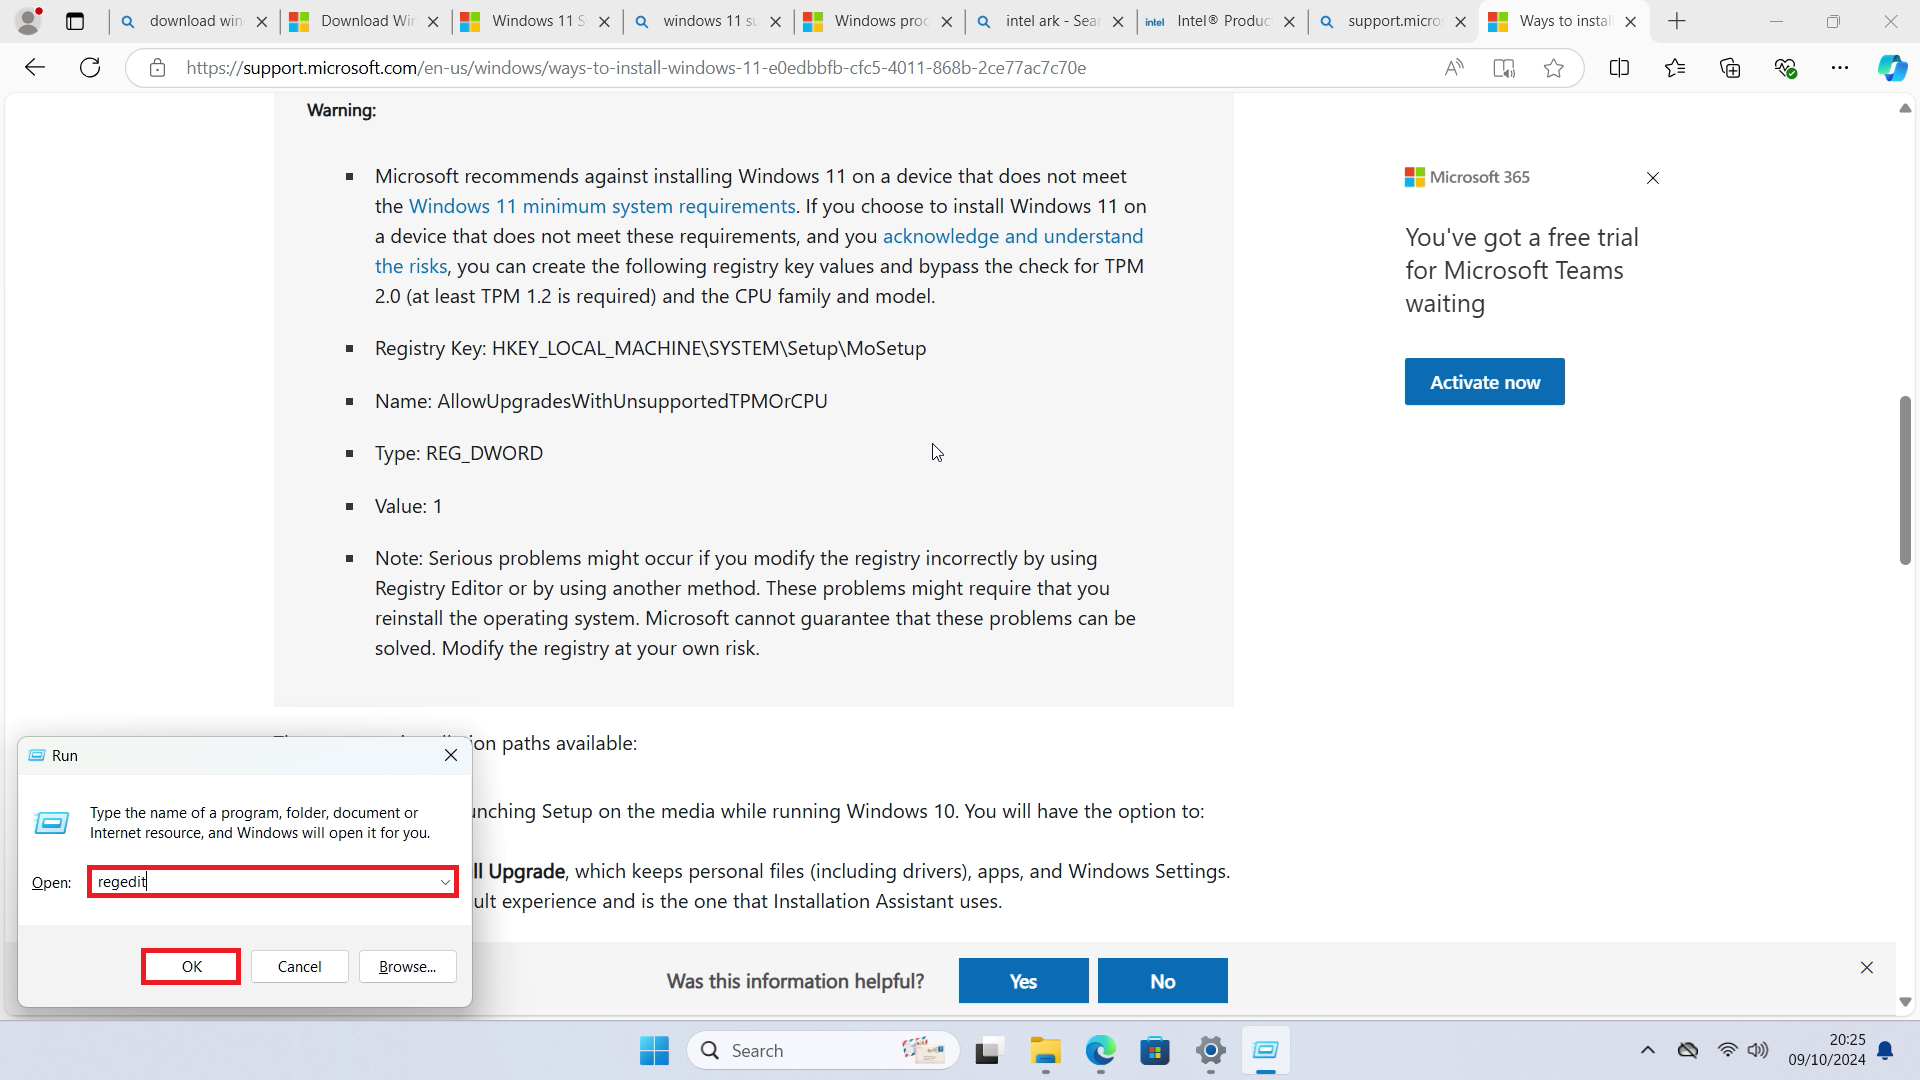 download win
Download Win
Windows 11 S
windows 11 su
Windows proc
intel ark - Sear
intel
Intel® Produc
support.micros
Ways to install
https://support.microsoft.com/en-us/windows/ways-to-install-windows-11-e0edbbfb-cfc5-4011-868b-2ce77ac7c70e
Warning:
Microsoft recommends against installing Windows 11 on a device that does not meet
the Windows 11 minimum system requirements. If you choose to install Windows 11 on
a device that does not meet these requirements, and you acknowledge and understand
the risks, you can create the following registry key values and bypass the check for TPM
2.0 (at least TPM 1.2 is required) and the CPU family and model.
Registry Key: HKEY_LOCAL_MACHINE\SYSTEM\Setup\MoSetup
Name: AllowUpgradesWithUnsupportedTPMOrCPU
Type: REG_DWORD
Value: 1
Note: Serious problems might occur if you modify the registry incorrectly by using
Registry Editor or by using another method. These problems might require that you
reinstall the operating system. Microsoft cannot guarantee that these problems can be
solved. Modify the registry at your own risk.
Microsoft 365
You've got a free trial
for Microsoft Teams
waiting
Activate now
ion paths available:
unching Setup on the media while running Windows 10. You will have the option to:
ll Upgrade, which keeps personal files (including drivers), apps, and Windows Settings.
ult experience and is the one that Installation Assistant uses.
Run
Type the name of a program, folder, document or
Internet resource, and Windows will open it for you.
Open: regedit
OK Cancel Browse...
Was this information helpful? Yes No
Search
20:25
09/10/2024